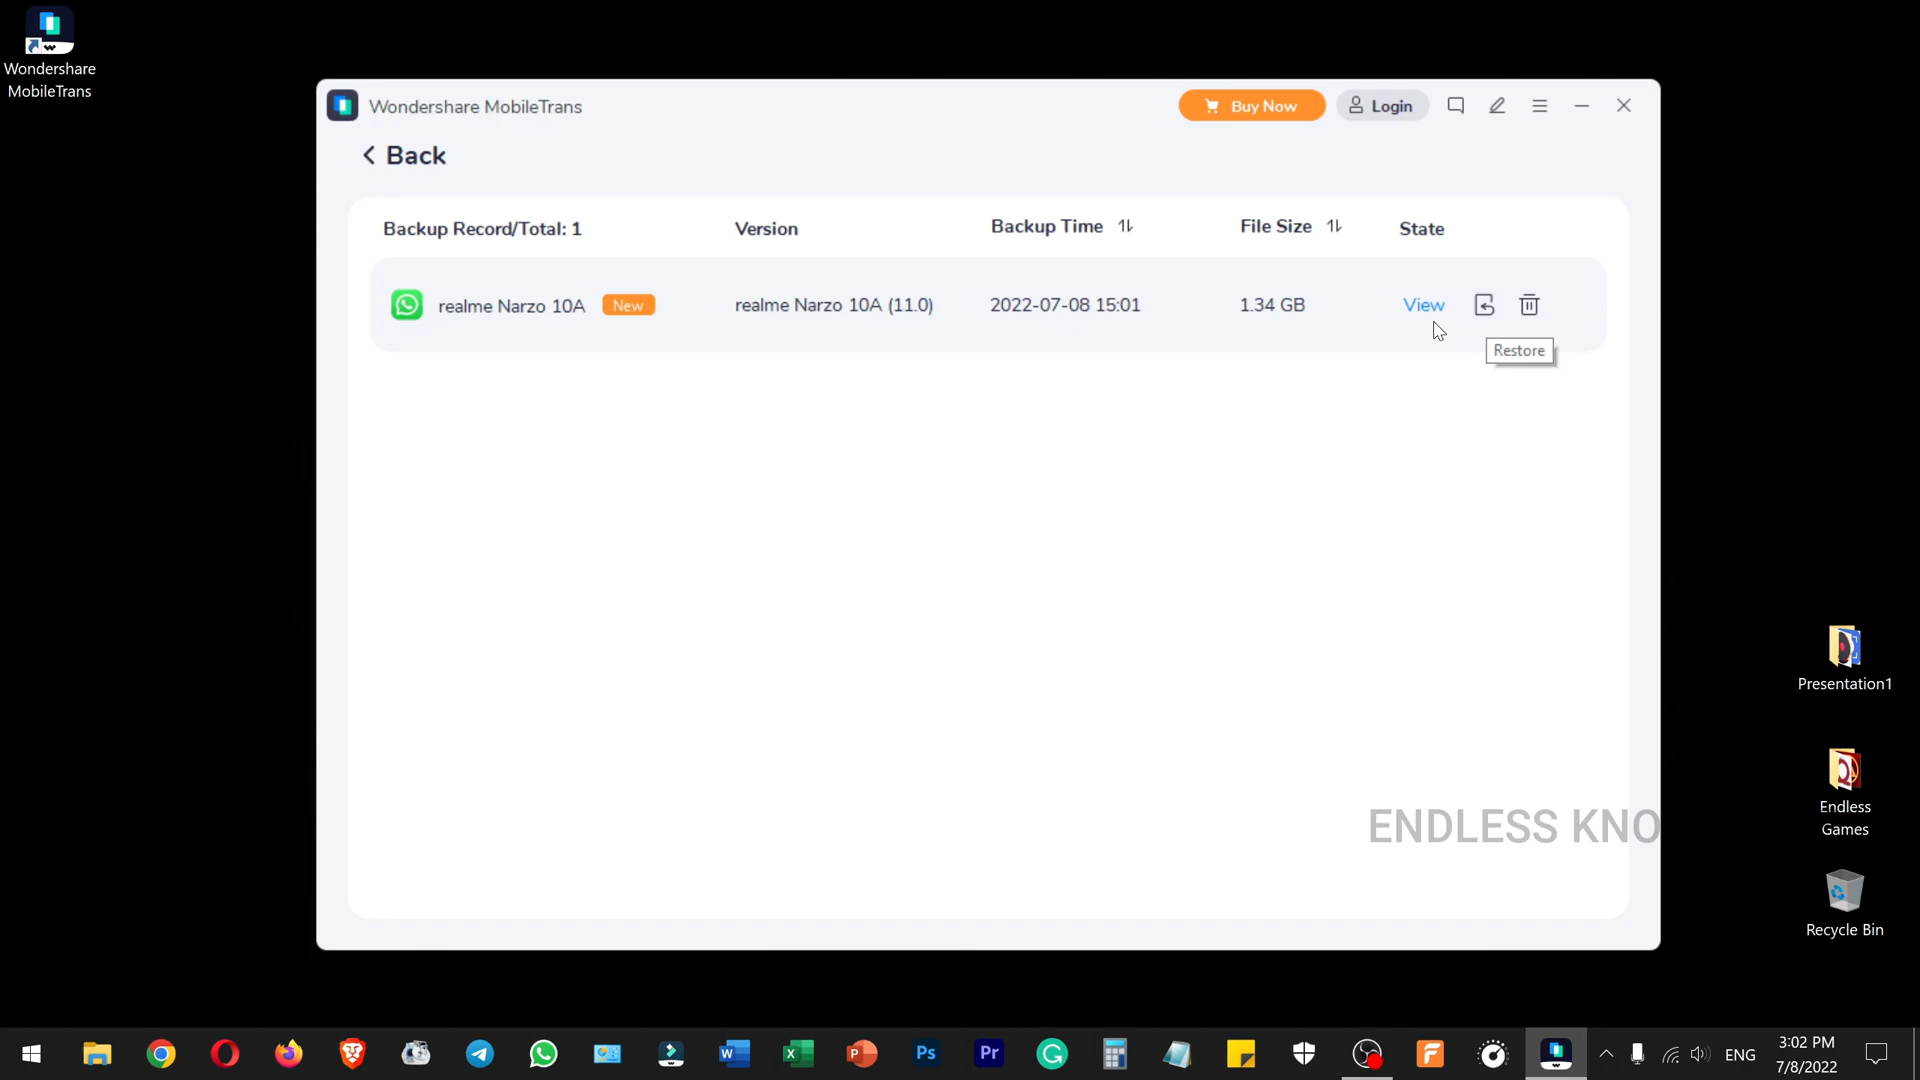 Wondershare
MobileTrans
Wondershare MobileTrans
Buy Now
Login
Back
Backup Record/Total: 1
Version
Backup Time
File Size
State
realme Narzo 10A
New
realme Narzo 10A (11.0)
2022-07-08 15:01
1.34 GB
View
Restore
Presentation1
ENDLESS KNO
Endless
Games
Recycle Bin
ENG
3:02 PM
7/8/2022